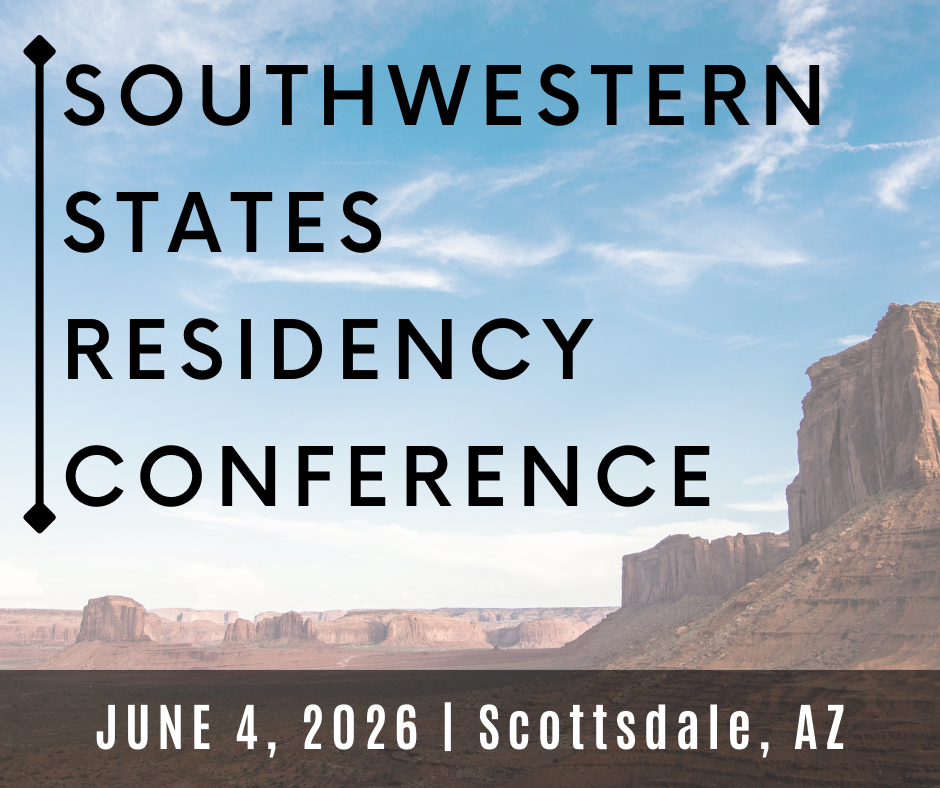 SOUTHWESTERN
STATES
RESIDENCY
CONFERENCE
JUNE 4, 2026 | Scottsdale, AZ